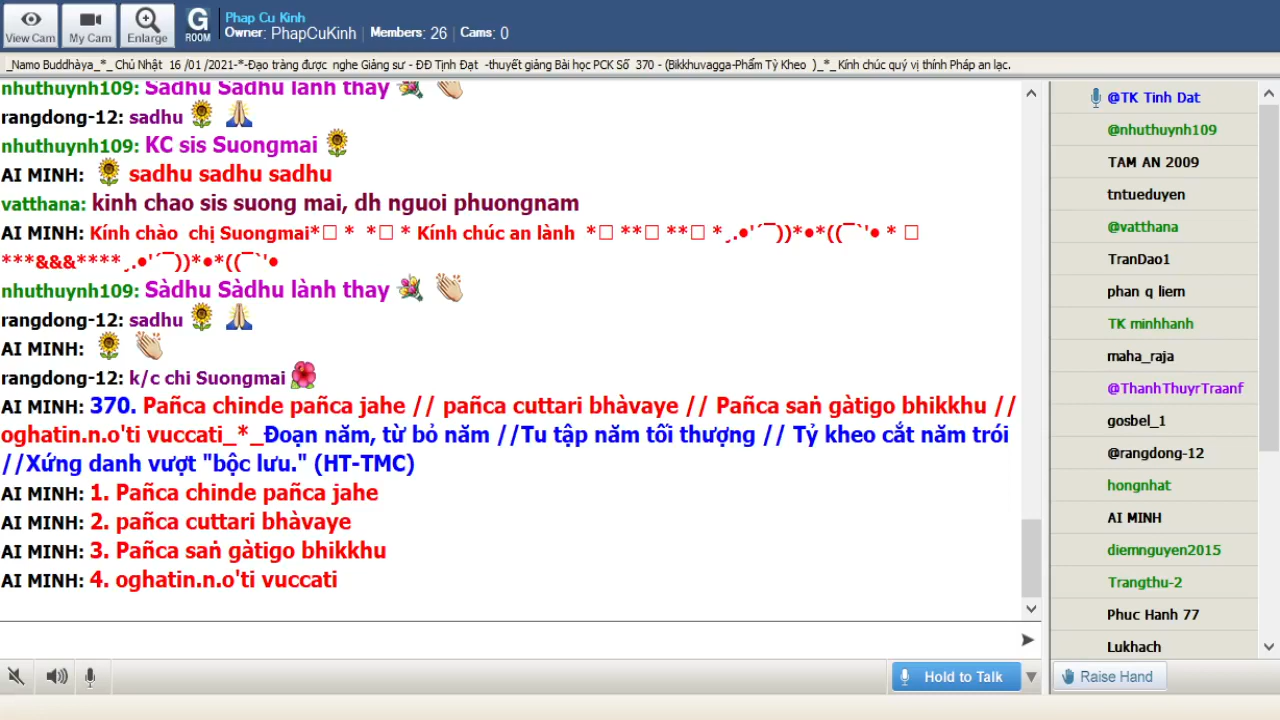 View Cam
My Cam
Enlarge
G
ROOM
Phap Cu Kinh
Owner: PhapCuKinh | Members: 26 | Cams: 0
_Namo Buddhàya_*_ Chủ Nhật 16 /01 /2021-*-Đạo tràng được nghe Giảng sư - ĐĐ Tịnh Đạt -thuyết giảng Bài học PCK Số 370 - (Bikkhuvagga-Phẩm Tỳ Kheo )_*_Kính chúc quý vị thính Pháp an lạc.
nhuthuynh109: Sàdhu Sàdhu lành thay
rangdong-12: sadhu
nhuthuynh109: KC sis Suongmai
AI MINH: sadhu sadhu sadhu
vatthana: kinh chao sis suong mai, dh nguoi phuongnam
AI MINH: Kính chào chị Suongmai*□ * *□ * Kính chúc an lành *□ **□ **□ *¸.•'´¯))*•*((¯`'• * □
***&&&****¸.•'´¯))*•*((¯`'•
nhuthuynh109: Sàdhu Sàdhu lành thay
rangdong-12: sadhu
AI MINH:
rangdong-12: k/c chi Suongmai
AI MINH: 370. Pañca chinde pañca jahe // pañca cuttari bhàvaye // Pañca saṅ gàtigo bhikkhu //
oghatin.n.o'ti vuccati_*_Đoạn năm, từ bỏ năm //Tu tập năm tối thượng // Tỷ kheo cắt năm trói
//Xứng danh vượt "bộc lưu." (HT-TMC)
AI MINH: 1. Pañca chinde pañca jahe
AI MINH: 2. pañca cuttari bhàvaye
AI MINH: 3. Pañca saṅ gàtigo bhikkhu
AI MINH: 4. oghatin.n.o'ti vuccati
@TK Tinh Dat
@nhuthuynh109
TAM AN 2009
tntueduyen
@vatthana
TranDao1
phan q liem
TK minhhanh
maha_raja
@ThanhThuyrTraanf
gosbel_1
@rangdong-12
hongnhat
AI MINH
diemnguyen2015
Trangthu-2
Phuc Hanh 77
Lukhach
Hold to Talk
Raise Hand